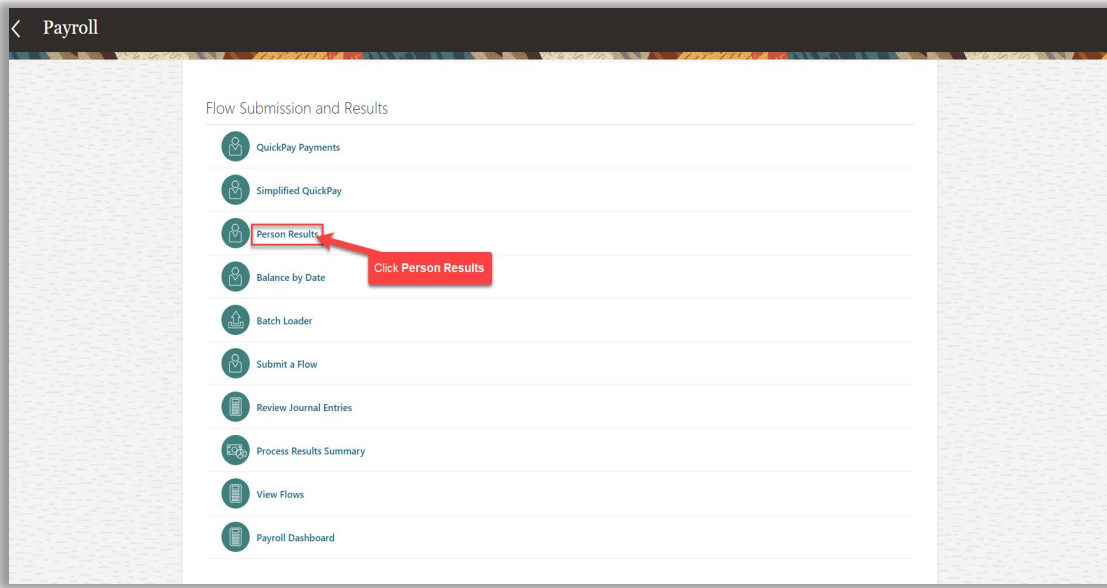 Payroll
Flow Submission and Results
QuickPay Payments
Simplified QuickPay
Person Results
Click Person Results
Balance by Date
Batch Loader
Submit a Flow
Review Journal Entries
Process Results Summary
View Flows
Payroll Dashboard